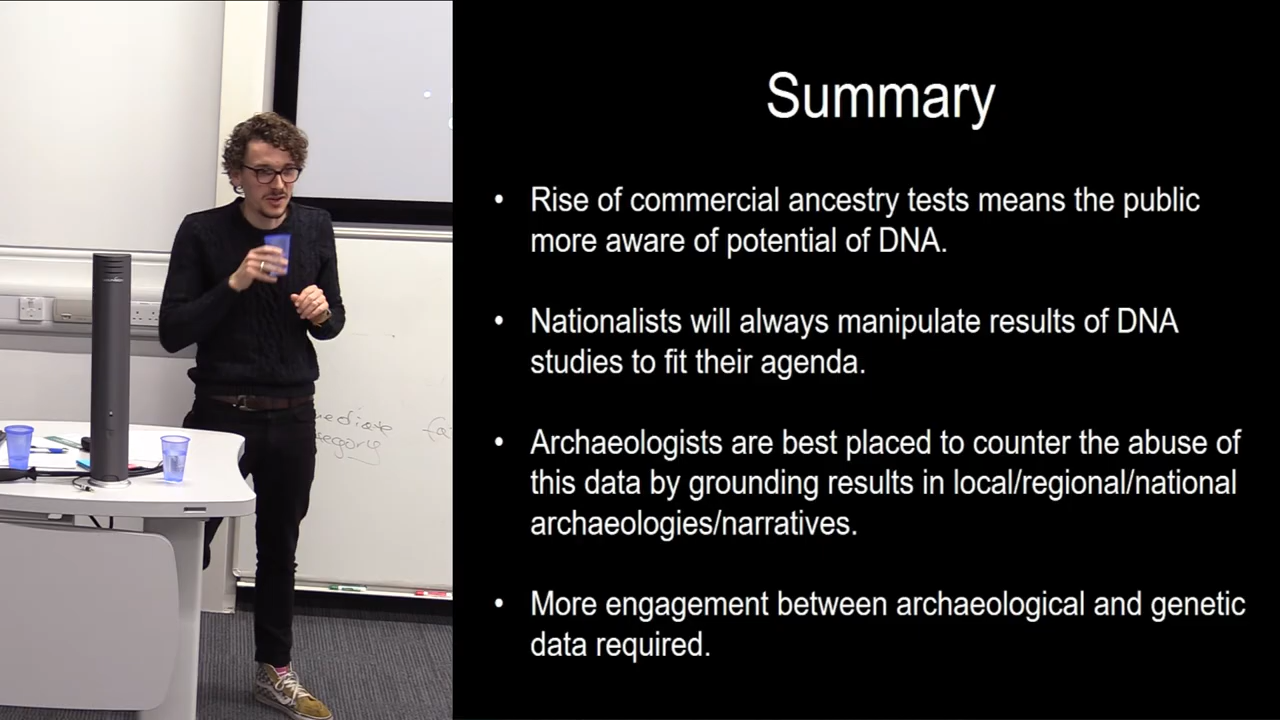 Summary
• Rise of commercial ancestry tests means the public
more aware of potential of DNA.
• Nationalists will always manipulate results of DNA
studies to fit their agenda.
• Archaeologists are best placed to counter the abuse of
this data by grounding results in local/regional/national
archaeologies/narratives.
• More engagement between archaeological and genetic
data required.